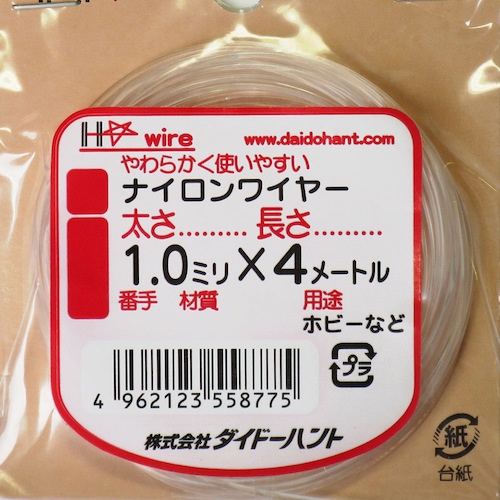 H☆ wire www.daidohant.com
やわらかく使いやすい
ナイロンワイヤー
太さ......... 長さ.........
1.0ミリ×4メートル
番手 材質 用途
ホビーなど
プラ
4 962123 558775
株式会社ダイドーハント
紙
台紙